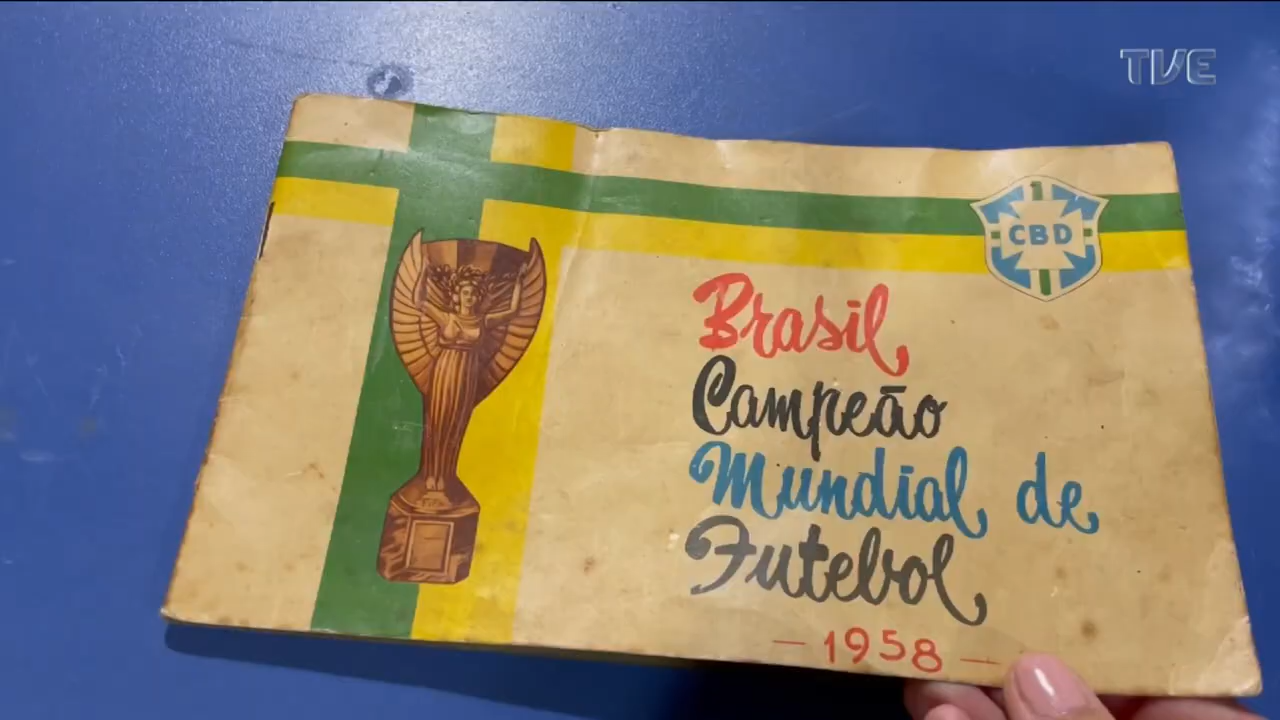 TVE
CBD
Brasil
Campeão
Mundial de
Futebol
— 1958 —